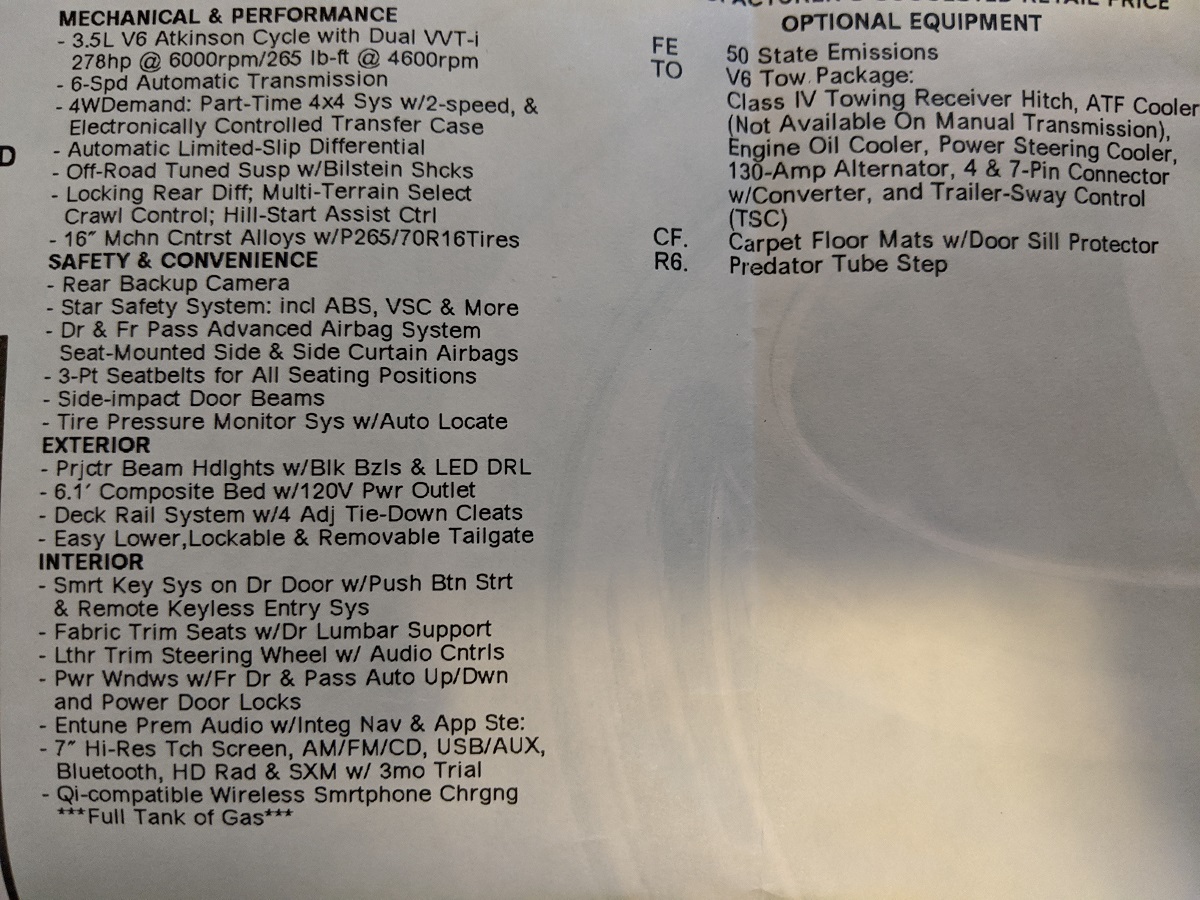 MECHANICAL & PERFORMANCE
- 3.5L V6 Atkinson Cycle with Dual VVT-i
278hp @ 6000rpm/265 lb-ft @ 4600rpm
- 6-Spd Automatic Transmission
- 4WDemand: Part-Time 4x4 Sys w/2-speed, &
Electronically Controlled Transfer Case
- Automatic Limited-Slip Differential
- Off-Road Tuned Susp w/Bilstein Shcks
- Locking Rear Diff; Multi-Terrain Select
Crawl Control; Hill-Start Assist Ctrl
- 16″ Mchn Cntrst Alloys w/P265/70R16Tires
SAFETY & CONVENIENCE
- Rear Backup Camera
- Star Safety System: incl ABS, VSC & More
- Dr & Fr Pass Advanced Airbag System
Seat-Mounted Side & Side Curtain Airbags
- 3-Pt Seatbelts for All Seating Positions
- Side-impact Door Beams
- Tire Pressure Monitor Sys w/Auto Locate
EXTERIOR
- Prjctr Beam Hdlghts w/Blk Bzls & LED DRL
- 6.1′ Composite Bed w/120V Pwr Outlet
- Deck Rail System w/4 Adj Tie-Down Cleats
- Easy Lower,Lockable & Removable Tailgate
INTERIOR
- Smrt Key Sys on Dr Door w/Push Btn Strt
& Remote Keyless Entry Sys
- Fabric Trim Seats w/Dr Lumbar Support
- Lthr Trim Steering Wheel w/ Audio Cntrls
- Pwr Wndws w/Fr Dr & Pass Auto Up/Dwn
and Power Door Locks
- Entune Prem Audio w/Integ Nav & App Ste:
- 7″ Hi-Res Tch Screen, AM/FM/CD, USB/AUX,
Bluetooth, HD Rad & SXM w/ 3mo Trial
- Qi-compatible Wireless Smrtphone Chrgng
***Full Tank of Gas***
D
RETAIL PRICE
OPTIONAL EQUIPMENT
FE 50 State Emissions
TO V6 Tow Package:
Class IV Towing Receiver Hitch, ATF Cooler
(Not Available On Manual Transmission),
Engine Oil Cooler, Power Steering Cooler,
130-Amp Alternator, 4 & 7-Pin Connector
w/Converter, and Trailer-Sway Control
(TSC)
CF. Carpet Floor Mats w/Door Sill Protector
R6. Predator Tube Step